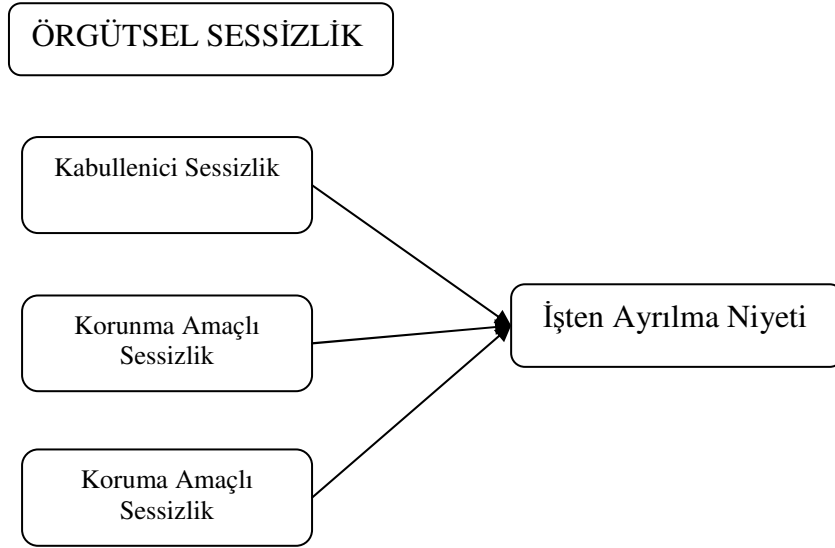 ÖRGÜTSEL SESSİZLİK
Kabullenici Sessizlik
Korunma Amaçlı
Sessizlik
İşten Ayrılma Niyeti
Koruma Amaçlı
Sessizlik